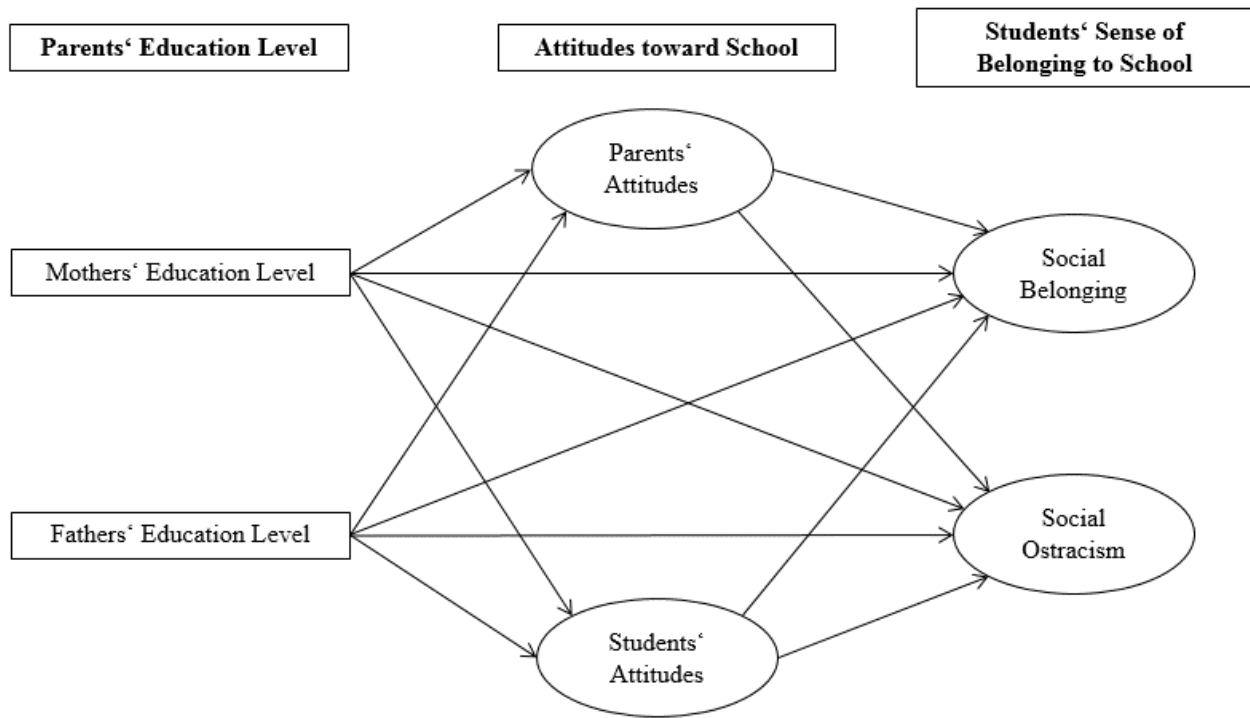 Parents‘ Education Level
Attitudes toward School
Students‘ Sense of
Belonging to School
Parents‘
Attitudes
Mothers‘ Education Level
Social
Belonging
Fathers‘ Education Level
Social
Ostracism
Students‘
Attitudes